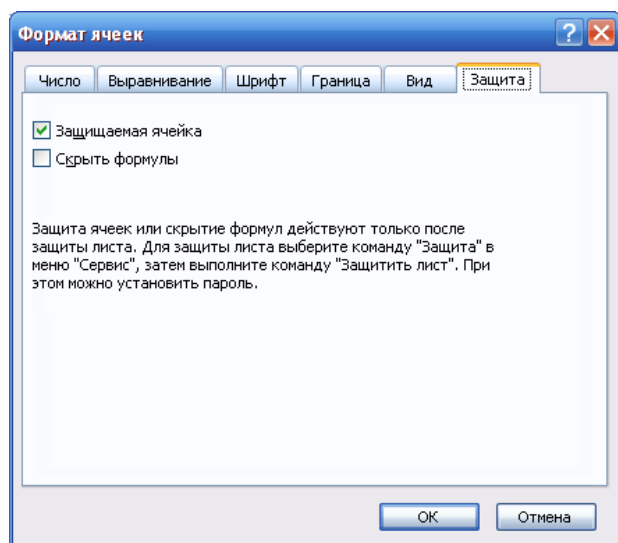 Формат ячеек
Число Выравнивание Шрифт Граница Вид Защита
Защищаемая ячейка
Скрыть формулы
Защита ячеек или скрытие формул действуют только после
защиты листа. Для защиты листа выберите команду "Защита" в
меню "Сервис", затем выполните команду "Защитить лист". При
этом можно установить пароль.
ОК Отмена